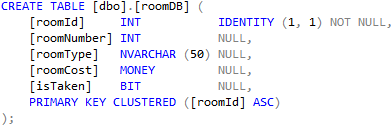 CREATE TABLE [dbo].[roomDB] (
    [roomId]     INT           IDENTITY (1, 1) NOT NULL,
    [roomNumber] INT           NULL,
    [roomType]   NVARCHAR (50) NULL,
    [roomCost]   MONEY         NULL,
    [isTaken]    BIT           NULL,
    PRIMARY KEY CLUSTERED ([roomId] ASC)
);